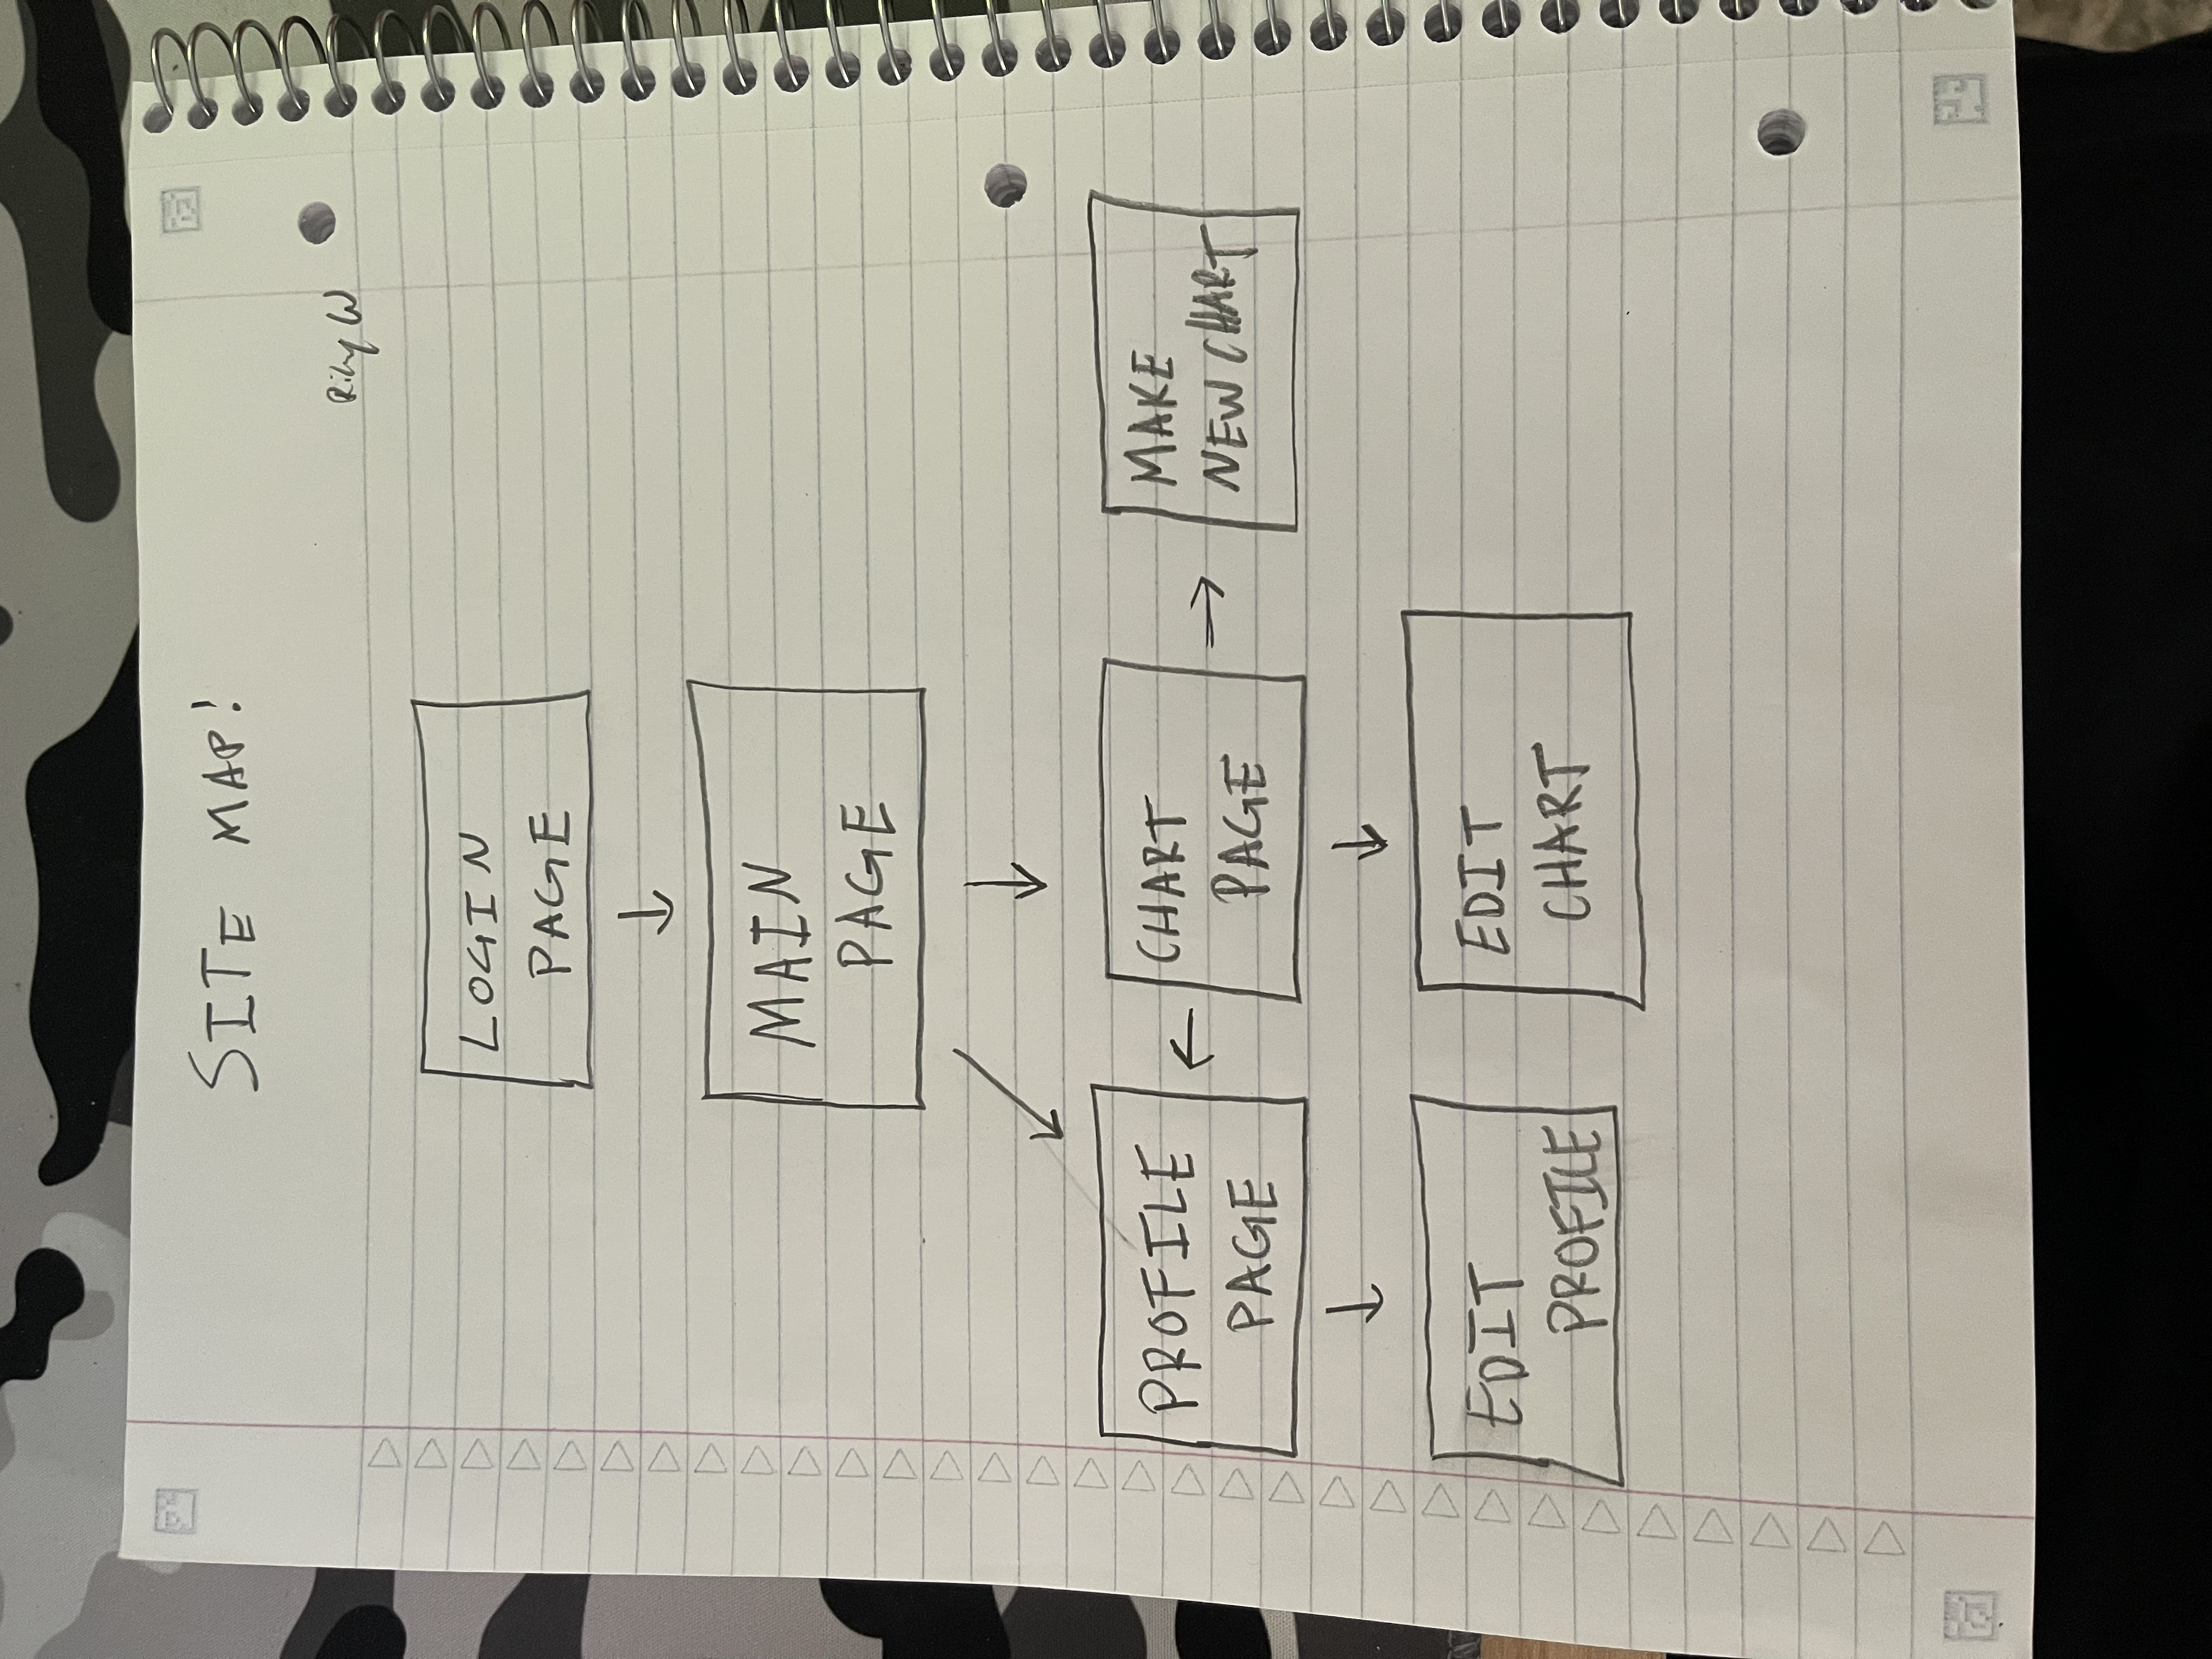 SITE MAP!
Riley W
LOGIN
PAGE
MAIN
PAGE
PROFILE
PAGE
CHART
PAGE
MAKE
NEW CHART
EDIT
PROFILE
EDIT
CHART